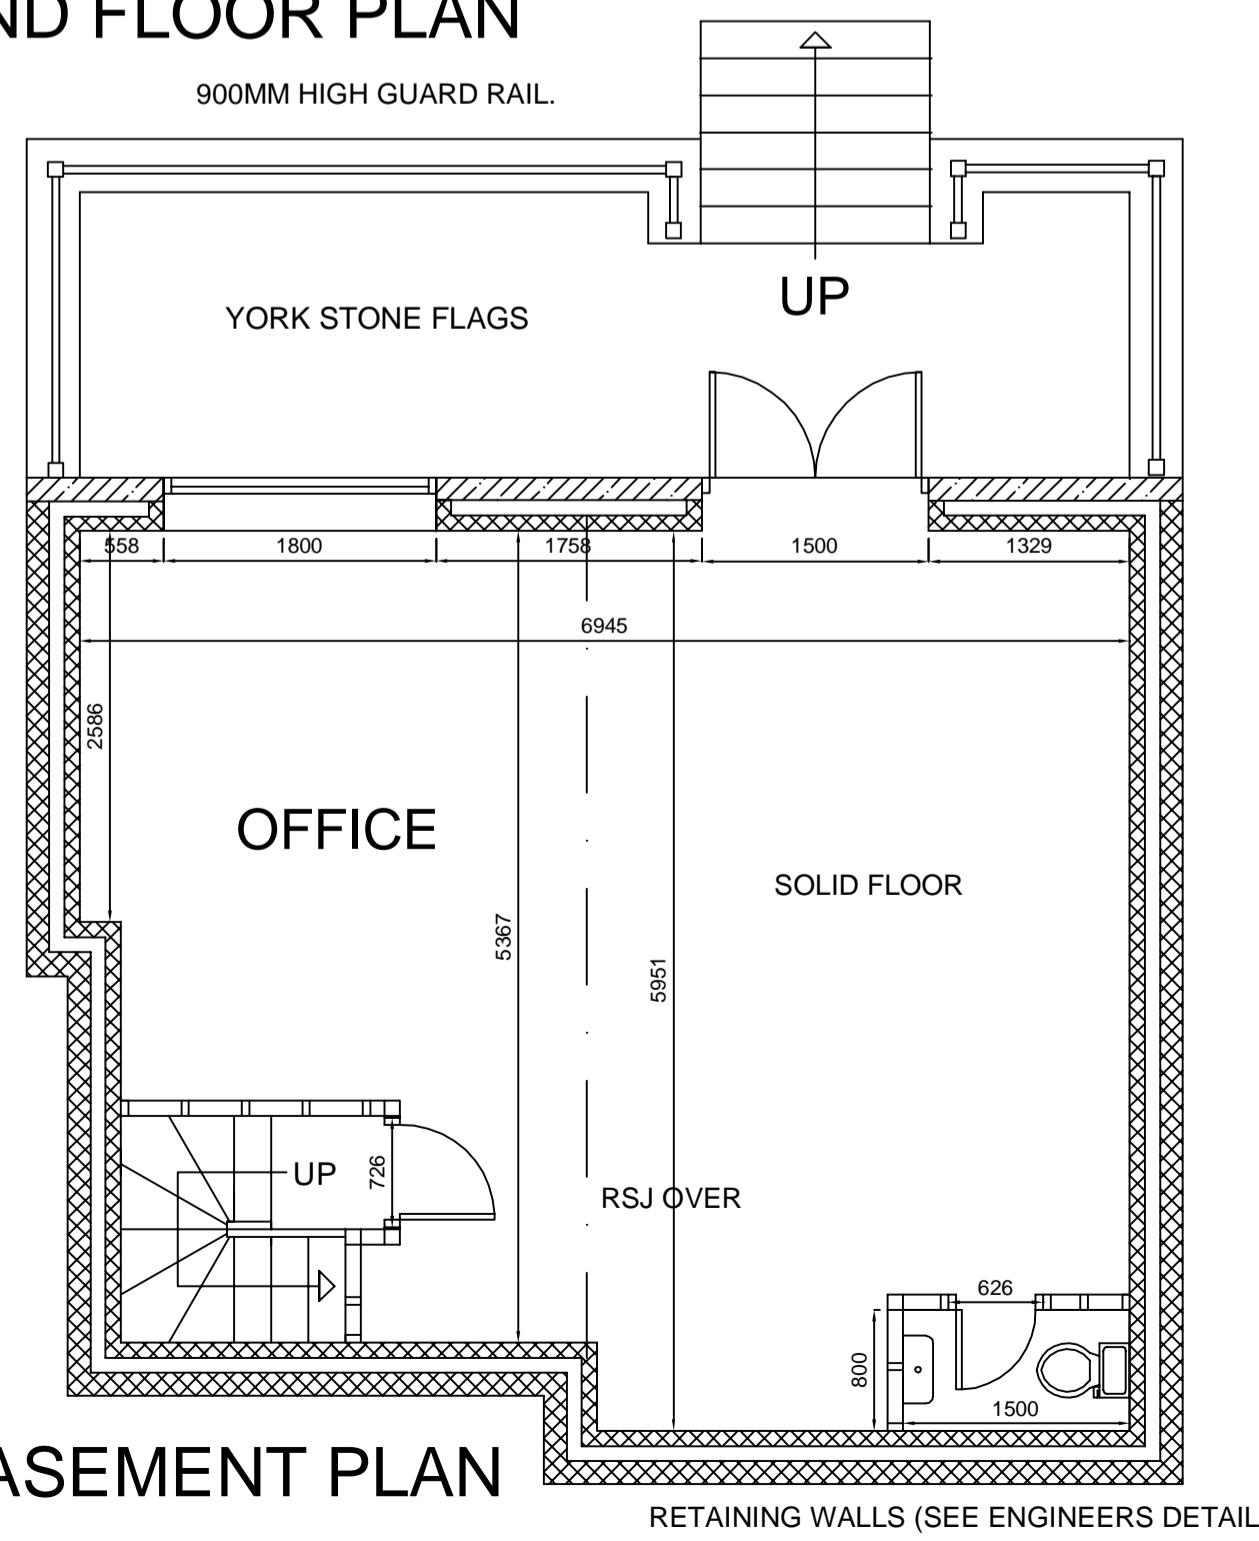 ND FLOOR PLAN
900MM HIGH GUARD RAIL.
UP
YORK STONE FLAGS
558
1800
1758
1500
1329
6945
2586
OFFICE
SOLID FLOOR
5367
5951
UP
726
RSJ OVER
626
800
1500
ASEMENT PLAN
RETAINING WALLS (SEE ENGINEERS DETAIL